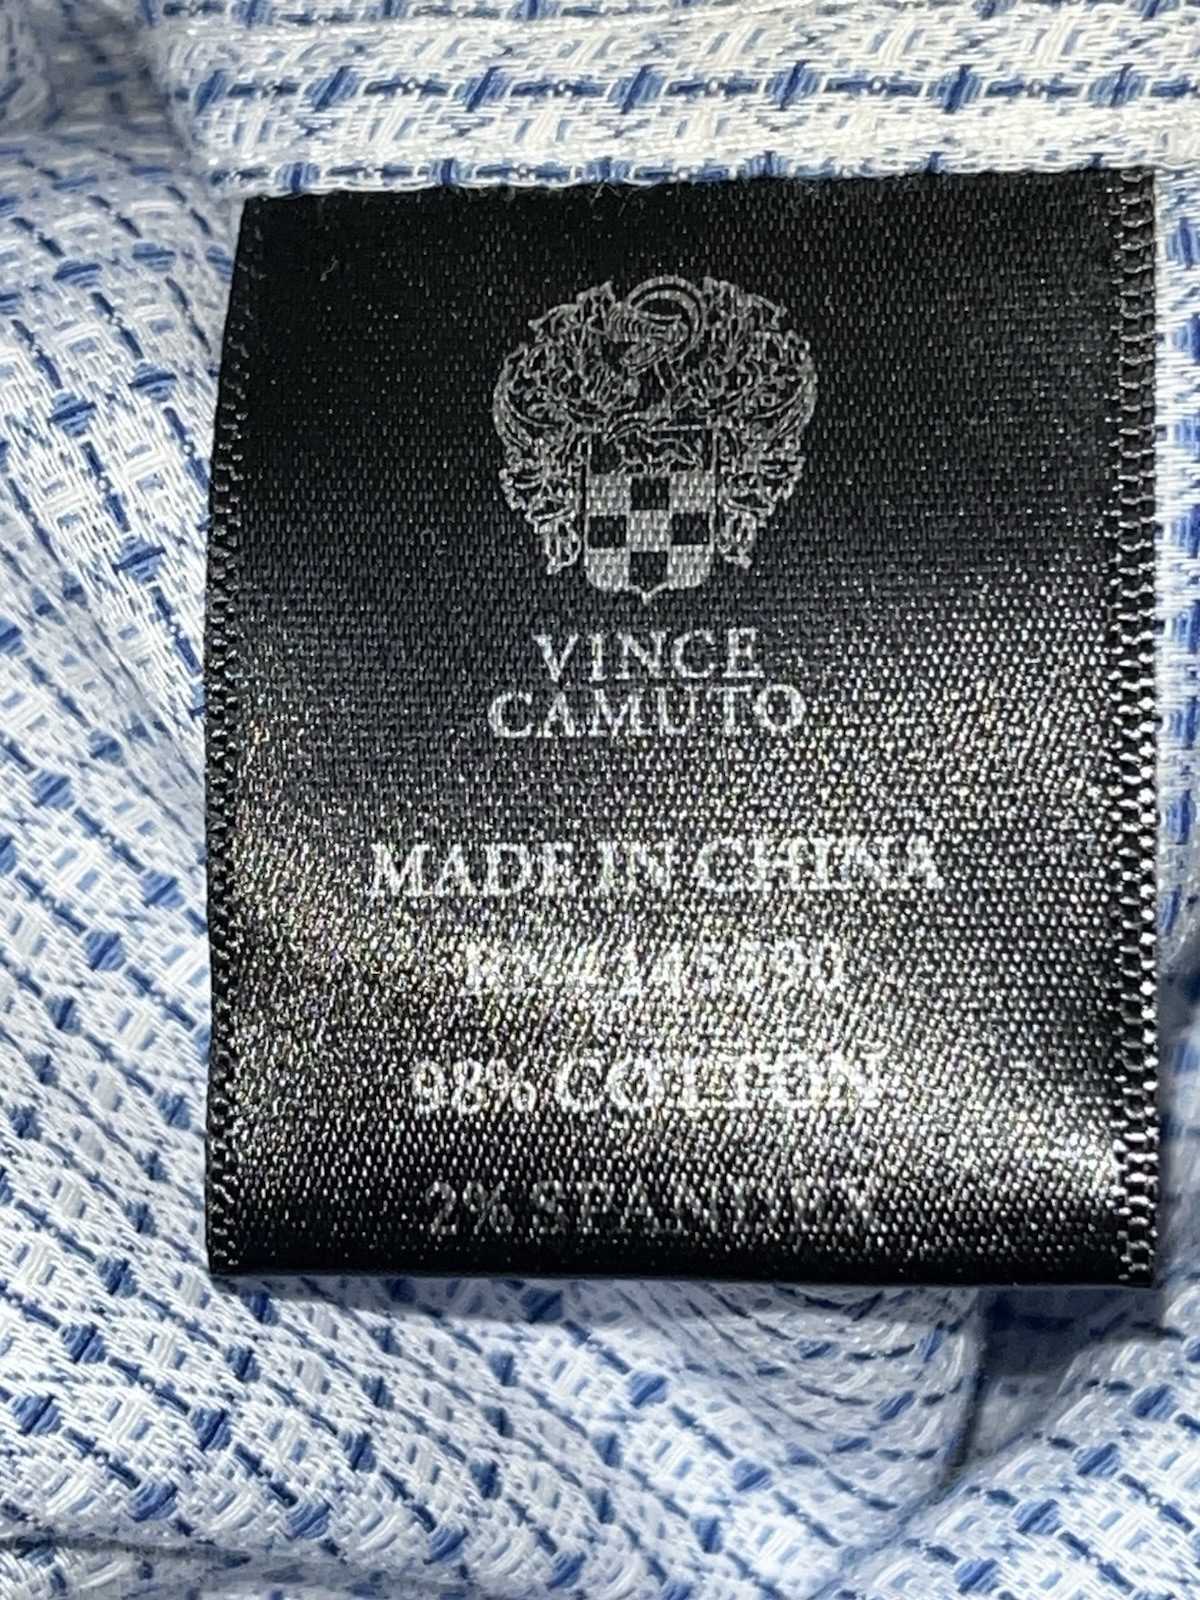 VINCE
CAMUTO
MADE IN CHINA
98% COTTON
2% SPANDEX